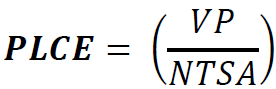 PLCE = (VP/NTSA)